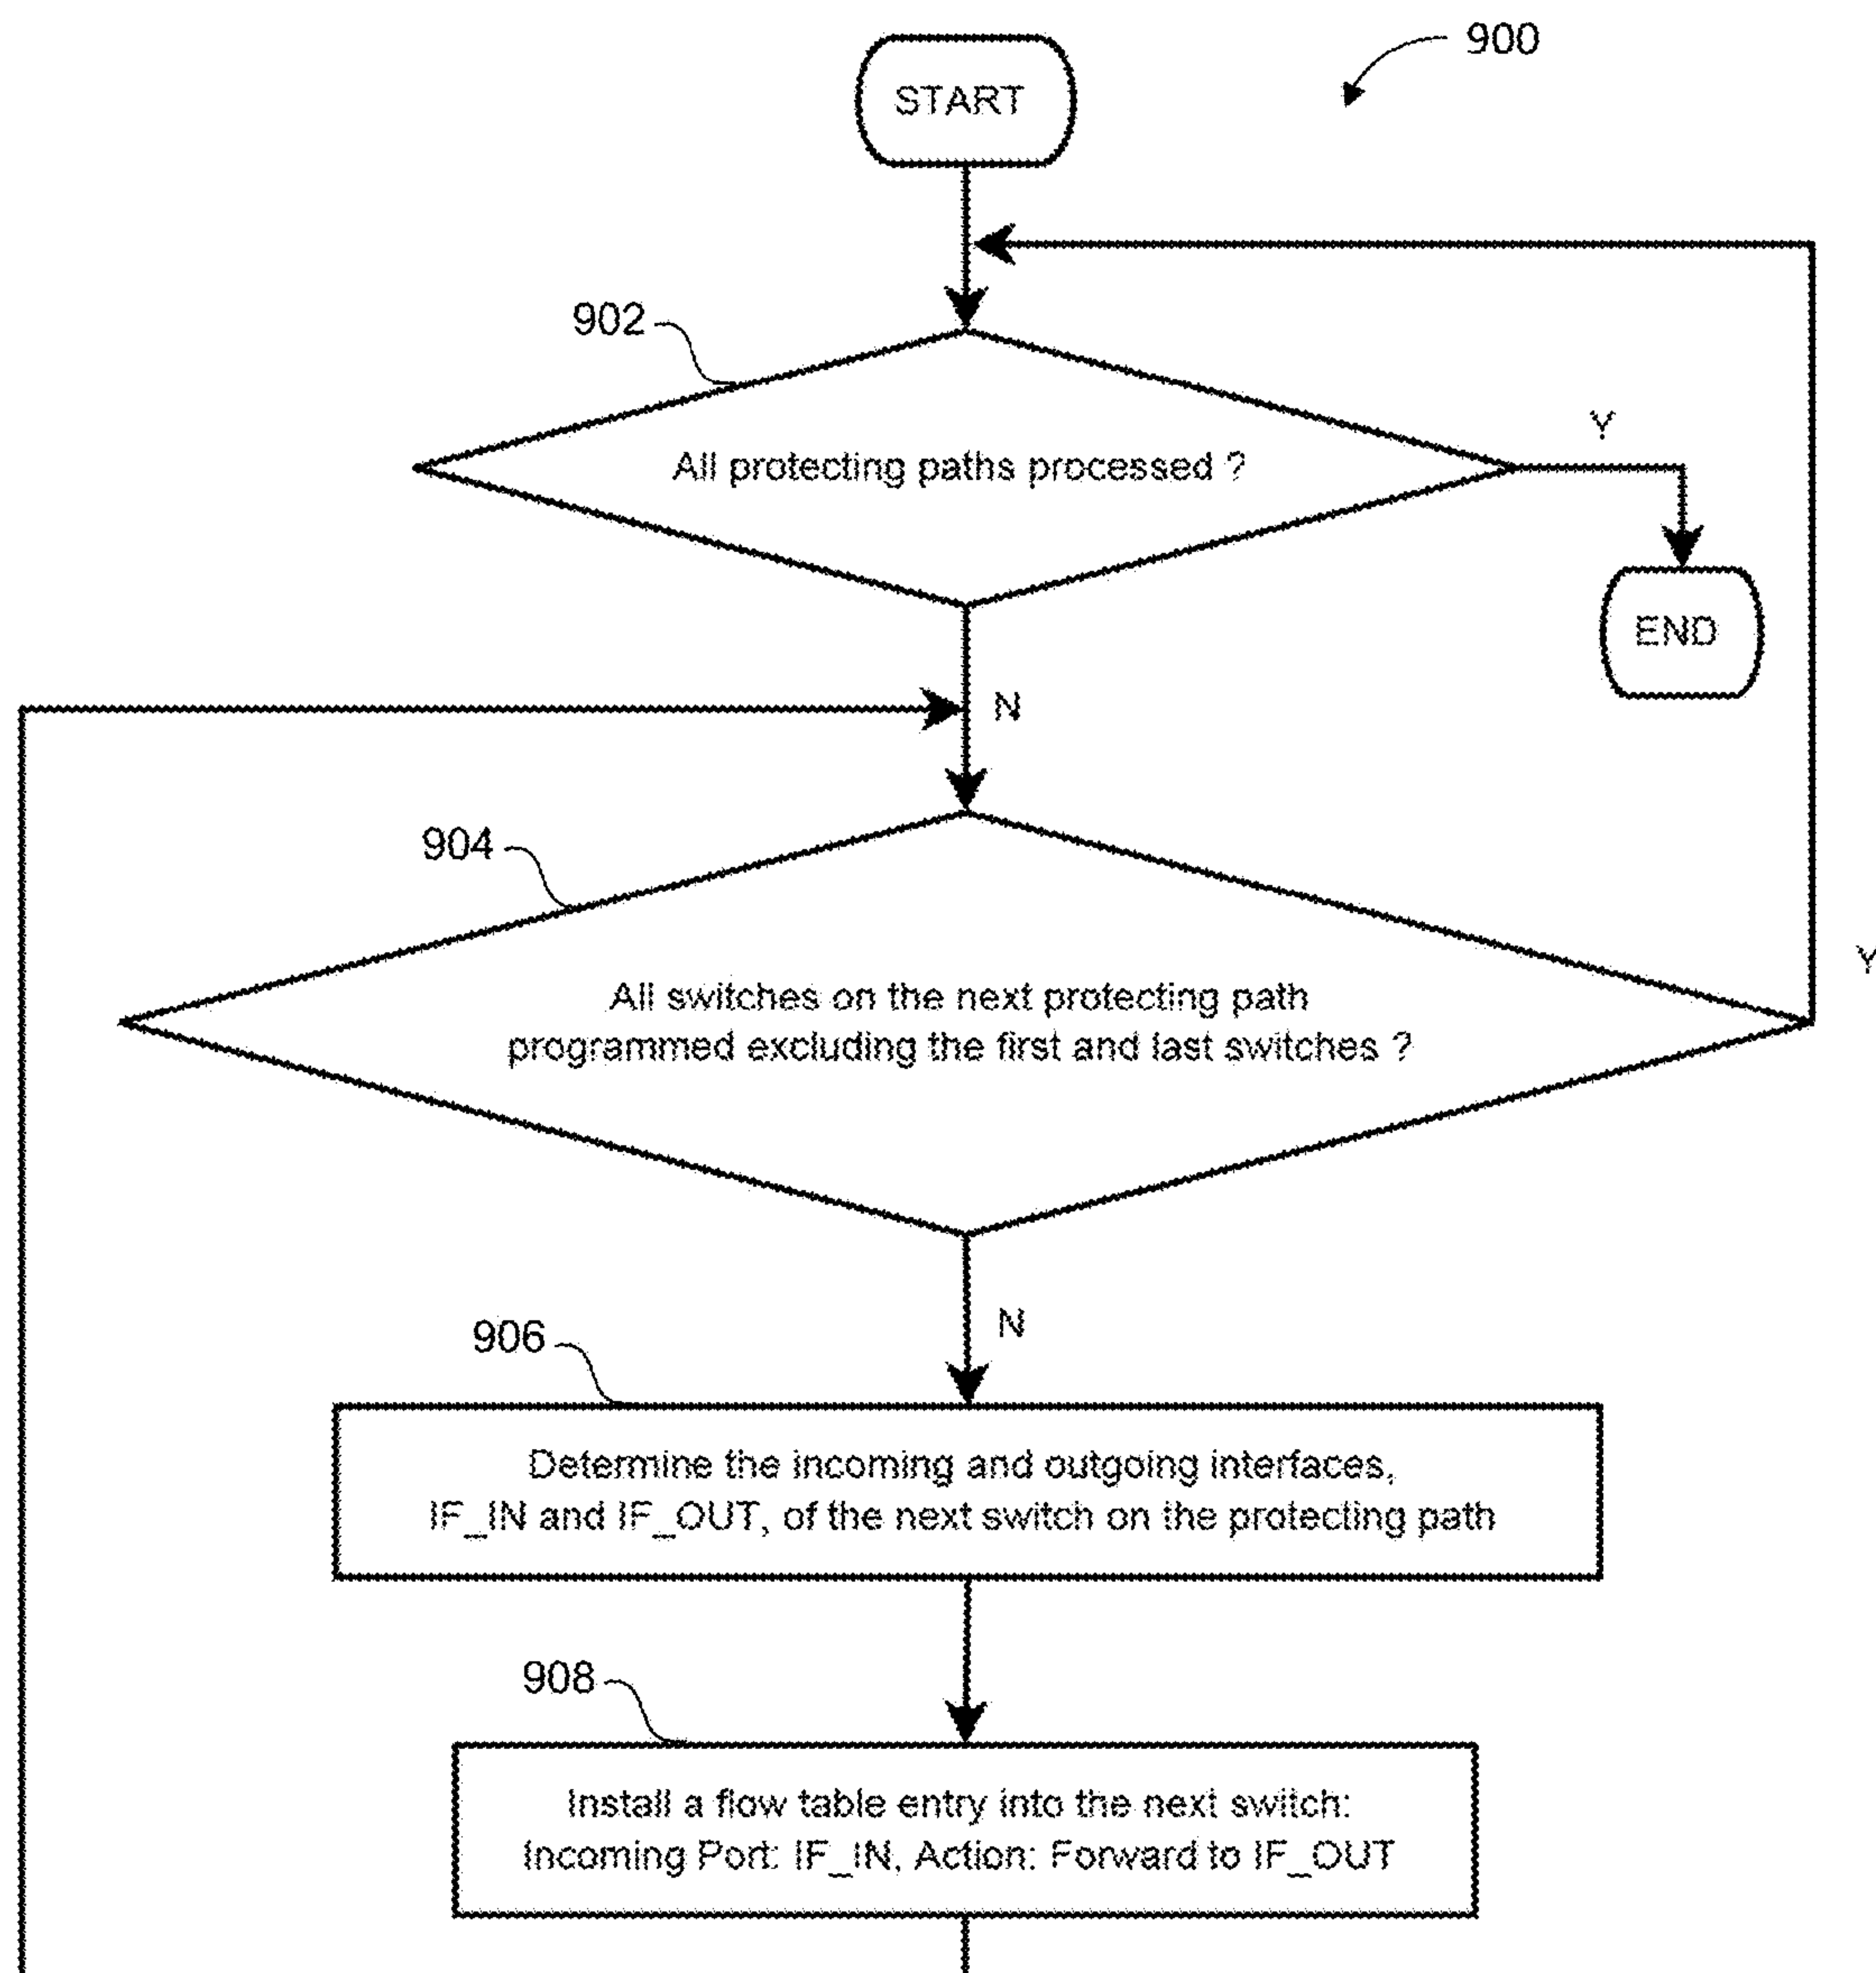 900
START
902
All protecting paths processed ?
Y
END
N
904
All switches on the next protecting path
programmed excluding the first and last switches ?
Y
N
906
Determine the incoming and outgoing interfaces,
IF_IN and IF_OUT, of the next switch on the protecting path
908
Install a flow table entry into the next switch:
Incoming Port: IF_IN, Action: Forward to IF_OUT